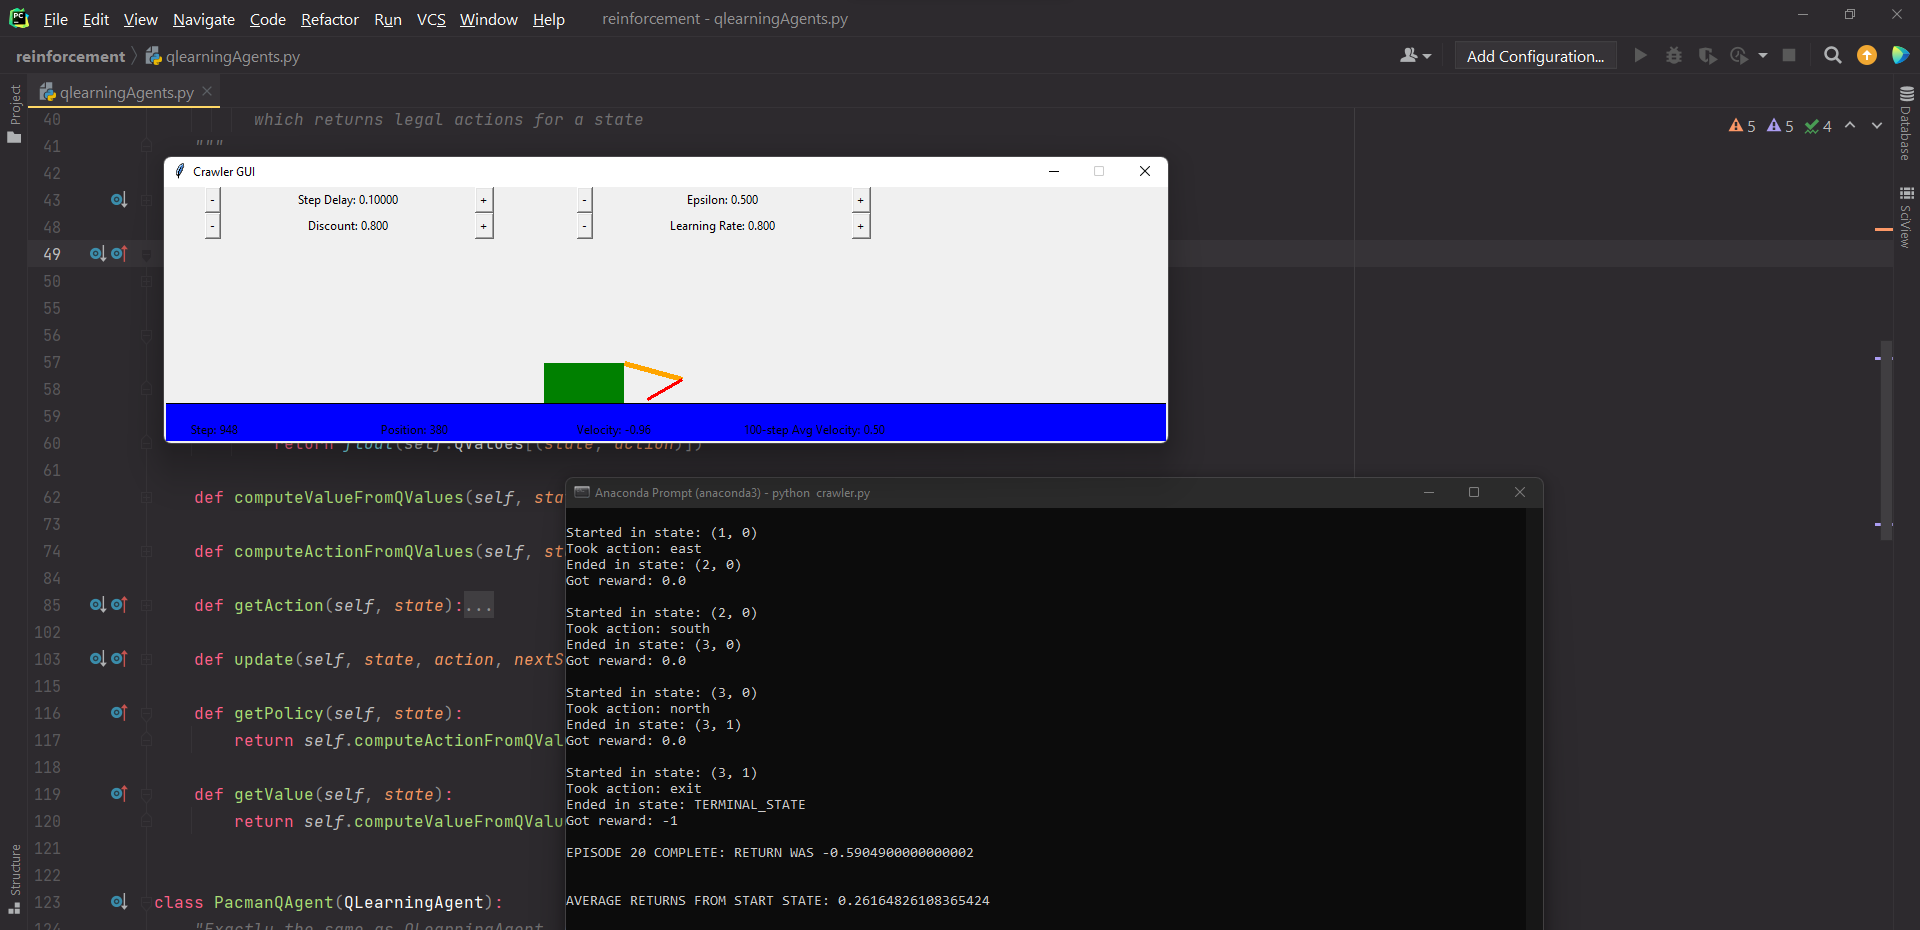 File Edit View Navigate Code Refactor Run VCS Window Help reinforcement - qlearningAgents.py
reinforcement qlearningAgents.py Add Configuration...
qlearningAgents.py
Project
Structure
Database
SciView
5 5 4
40 which returns legal actions for a state
41 """
42
43
48
49
50
55
56
57
58
59
60 return float(self.QValues[(state, action)])
61
62 def computeValueFromQValues(self, sta
73
74 def computeActionFromQValues(self, st
84
85 def getAction(self, state):...
102
103 def update(self, state, action, nextS
115
116 def getPolicy(self, state):
117 return self.computeActionFromQVal
118
119 def getValue(self, state):
120 return self.computeValueFromQValu
121
122
123 class PacmanQAgent(QLearningAgent):
124 "Exactly the same as QLearningAgent
Crawler GUI
- Step Delay: 0.10000 + - Epsilon: 0.500 +
- Discount: 0.800 + - Learning Rate: 0.800 +
Step: 948 Position: 380 Velocity: -0.96 100-step Avg Velocity: 0.50
Anaconda Prompt (anaconda3) - python crawler.py
Started in state: (1, 0)
Took action: east
Ended in state: (2, 0)
Got reward: 0.0
Started in state: (2, 0)
Took action: south
Ended in state: (3, 0)
Got reward: 0.0
Started in state: (3, 0)
Took action: north
Ended in state: (3, 1)
Got reward: 0.0
Started in state: (3, 1)
Took action: exit
Ended in state: TERMINAL_STATE
Got reward: -1
EPISODE 20 COMPLETE: RETURN WAS -0.5904900000000002
AVERAGE RETURNS FROM START STATE: 0.26164826108365424